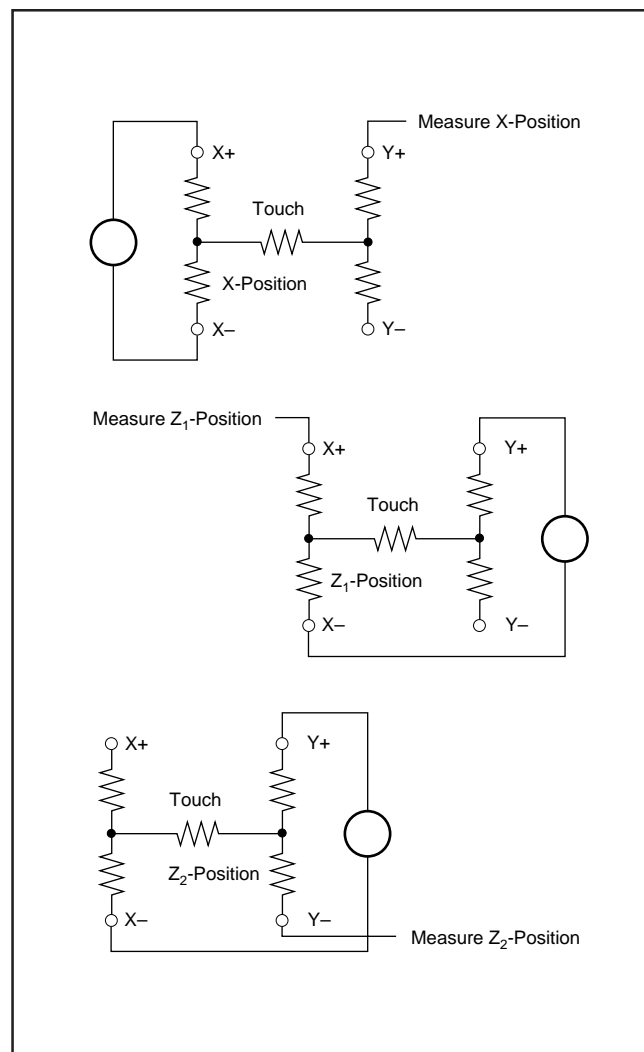 Measure X-Position
X+
Y+
Touch
X-Position
X–
Y–
Measure Z₁-Position
X+
Y+
Touch
Z₁-Position
X–
Y–
X+
Y+
Touch
Z₂-Position
X–
Y–
Measure Z₂-Position